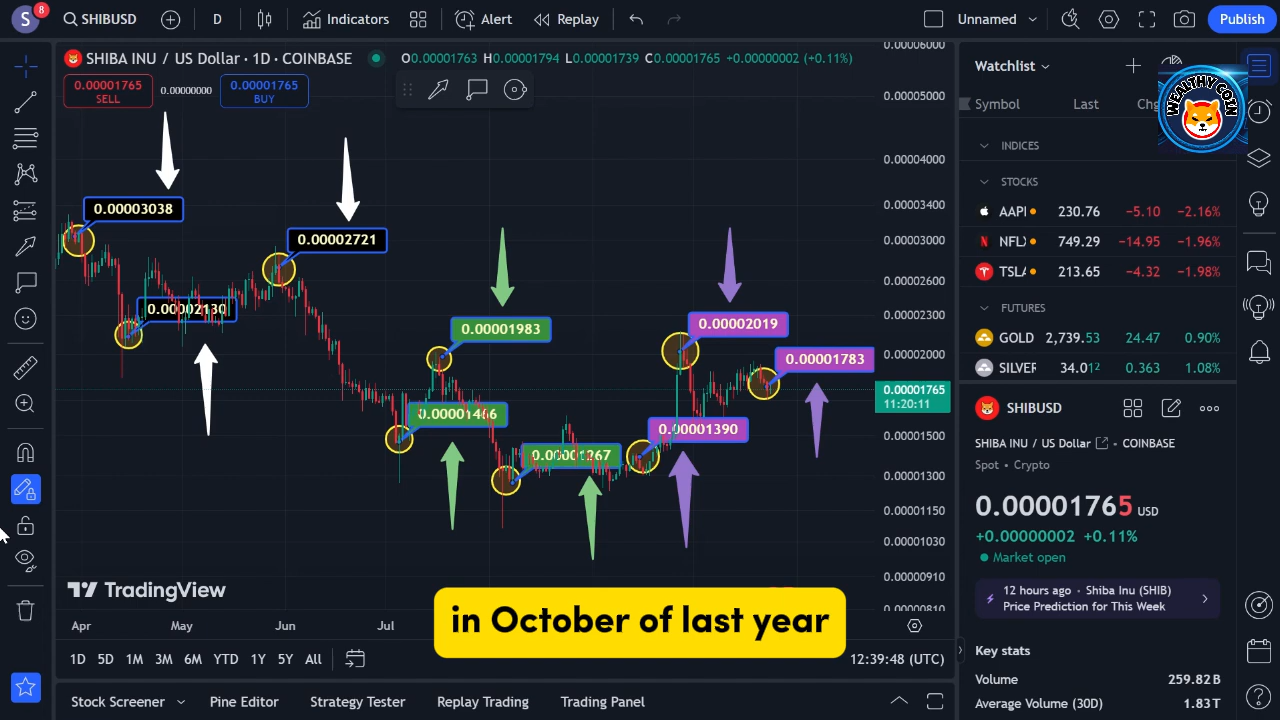 S 8 SHIBUSD D Indicators Alert Replay Unnamed Publish
SHIBA INU / US Dollar · 1D · COINBASE O0.00001763 H0.00001794 L0.00001739 C0.00001765 +0.00000002 (+0.11%)
0.00001765
SELL
0.00000000
0.00001765
BUY
0.00003038
0.00002130
0.00002721
0.00001983
0.00001466
0.00001267
0.00002019
0.00001390
0.00001783
0.00006000
0.00005000
0.00004000
0.00003400
0.00003000
0.00002600
0.00002300
0.00002000
0.00001765
11:20:11
0.00001500
0.00001300
0.00001150
0.00001030
0.00000910
0.00000810
TradingView
in October of last year
Apr May Jun Jul
1D 5D 1M 3M 6M YTD 1Y 5Y All 12:39:48 (UTC)
Stock Screener Pine Editor Strategy Tester Replay Trading Trading Panel
Watchlist
WEALTHY COIN
Symbol Last Chg
INDICES
STOCKS
AAPL 230.76 −5.10 −2.16%
NFLX 749.29 −14.95 −1.96%
TSLA 213.65 −4.32 −1.98%
FUTURES
GOLD 2,739.53 24.47 0.90%
SILVER 34.012 0.363 1.08%
SHIBUSD
SHIBA INU / US Dollar · COINBASE
Spot • Crypto
0.00001765 USD
+0.00000002 +0.11%
Market open
12 hours ago · Shiba Inu (SHIB)
Price Prediction for This Week
Key stats
Volume 259.82B
Average Volume (30D) 1.83T